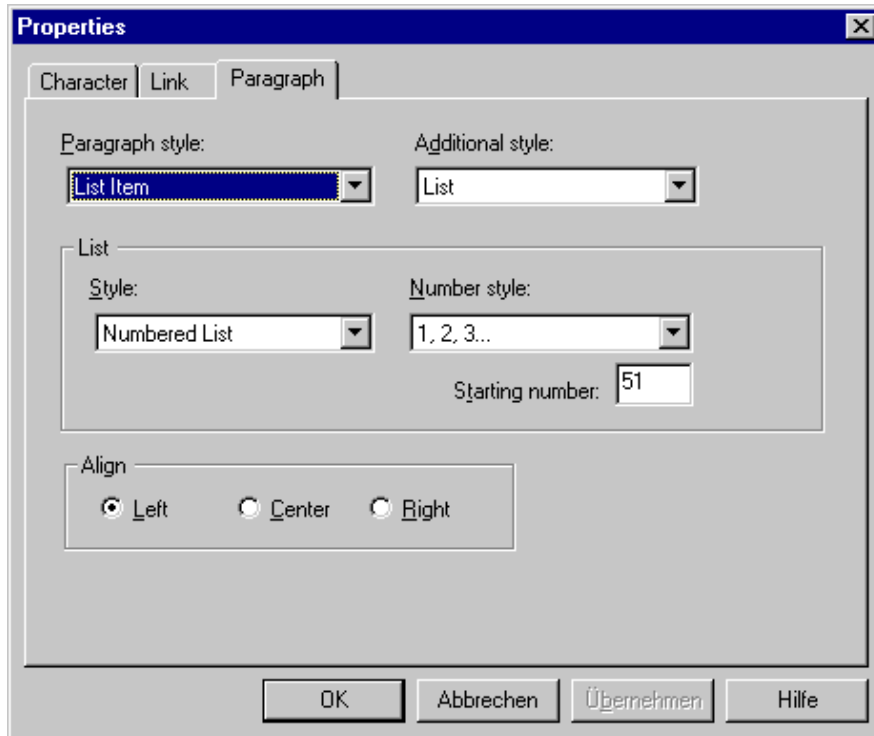 Properties
Character Link Paragraph
Paragraph style: Additional style:
List Item List
List
Style: Number style:
Numbered List 1, 2, 3...
Starting number: 51
Align
Left Center Right
OK Abbrechen Übernehmen Hilfe